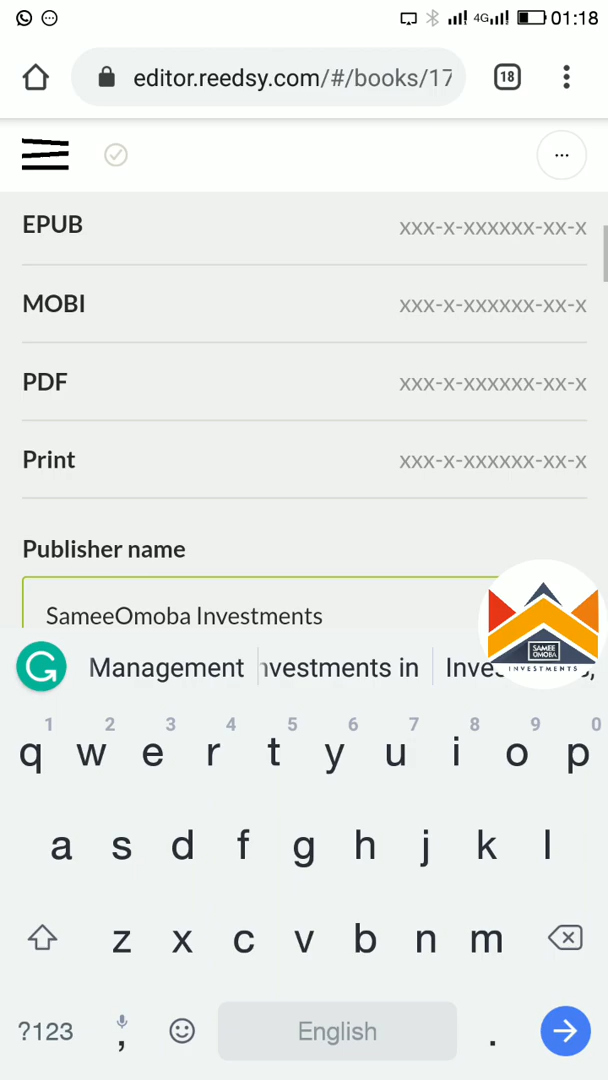 4G 01:18
editor.reedsy.com/#/books/17 18
EPUB xxx-x-xxxxxx-xx-x
MOBI xxx-x-xxxxxx-xx-x
PDF xxx-x-xxxxxx-xx-x
Print xxx-x-xxxxxx-xx-x
Publisher name
SameeOmoba Investments
SAMEE
OMOBA
INVESTMENTS
Management nvestments in Inve
1 2 3 4 5 6 7 8 9 0
q w e r t y u i o p
a s d f g h j k l
z x c v b n m
?123 , English .